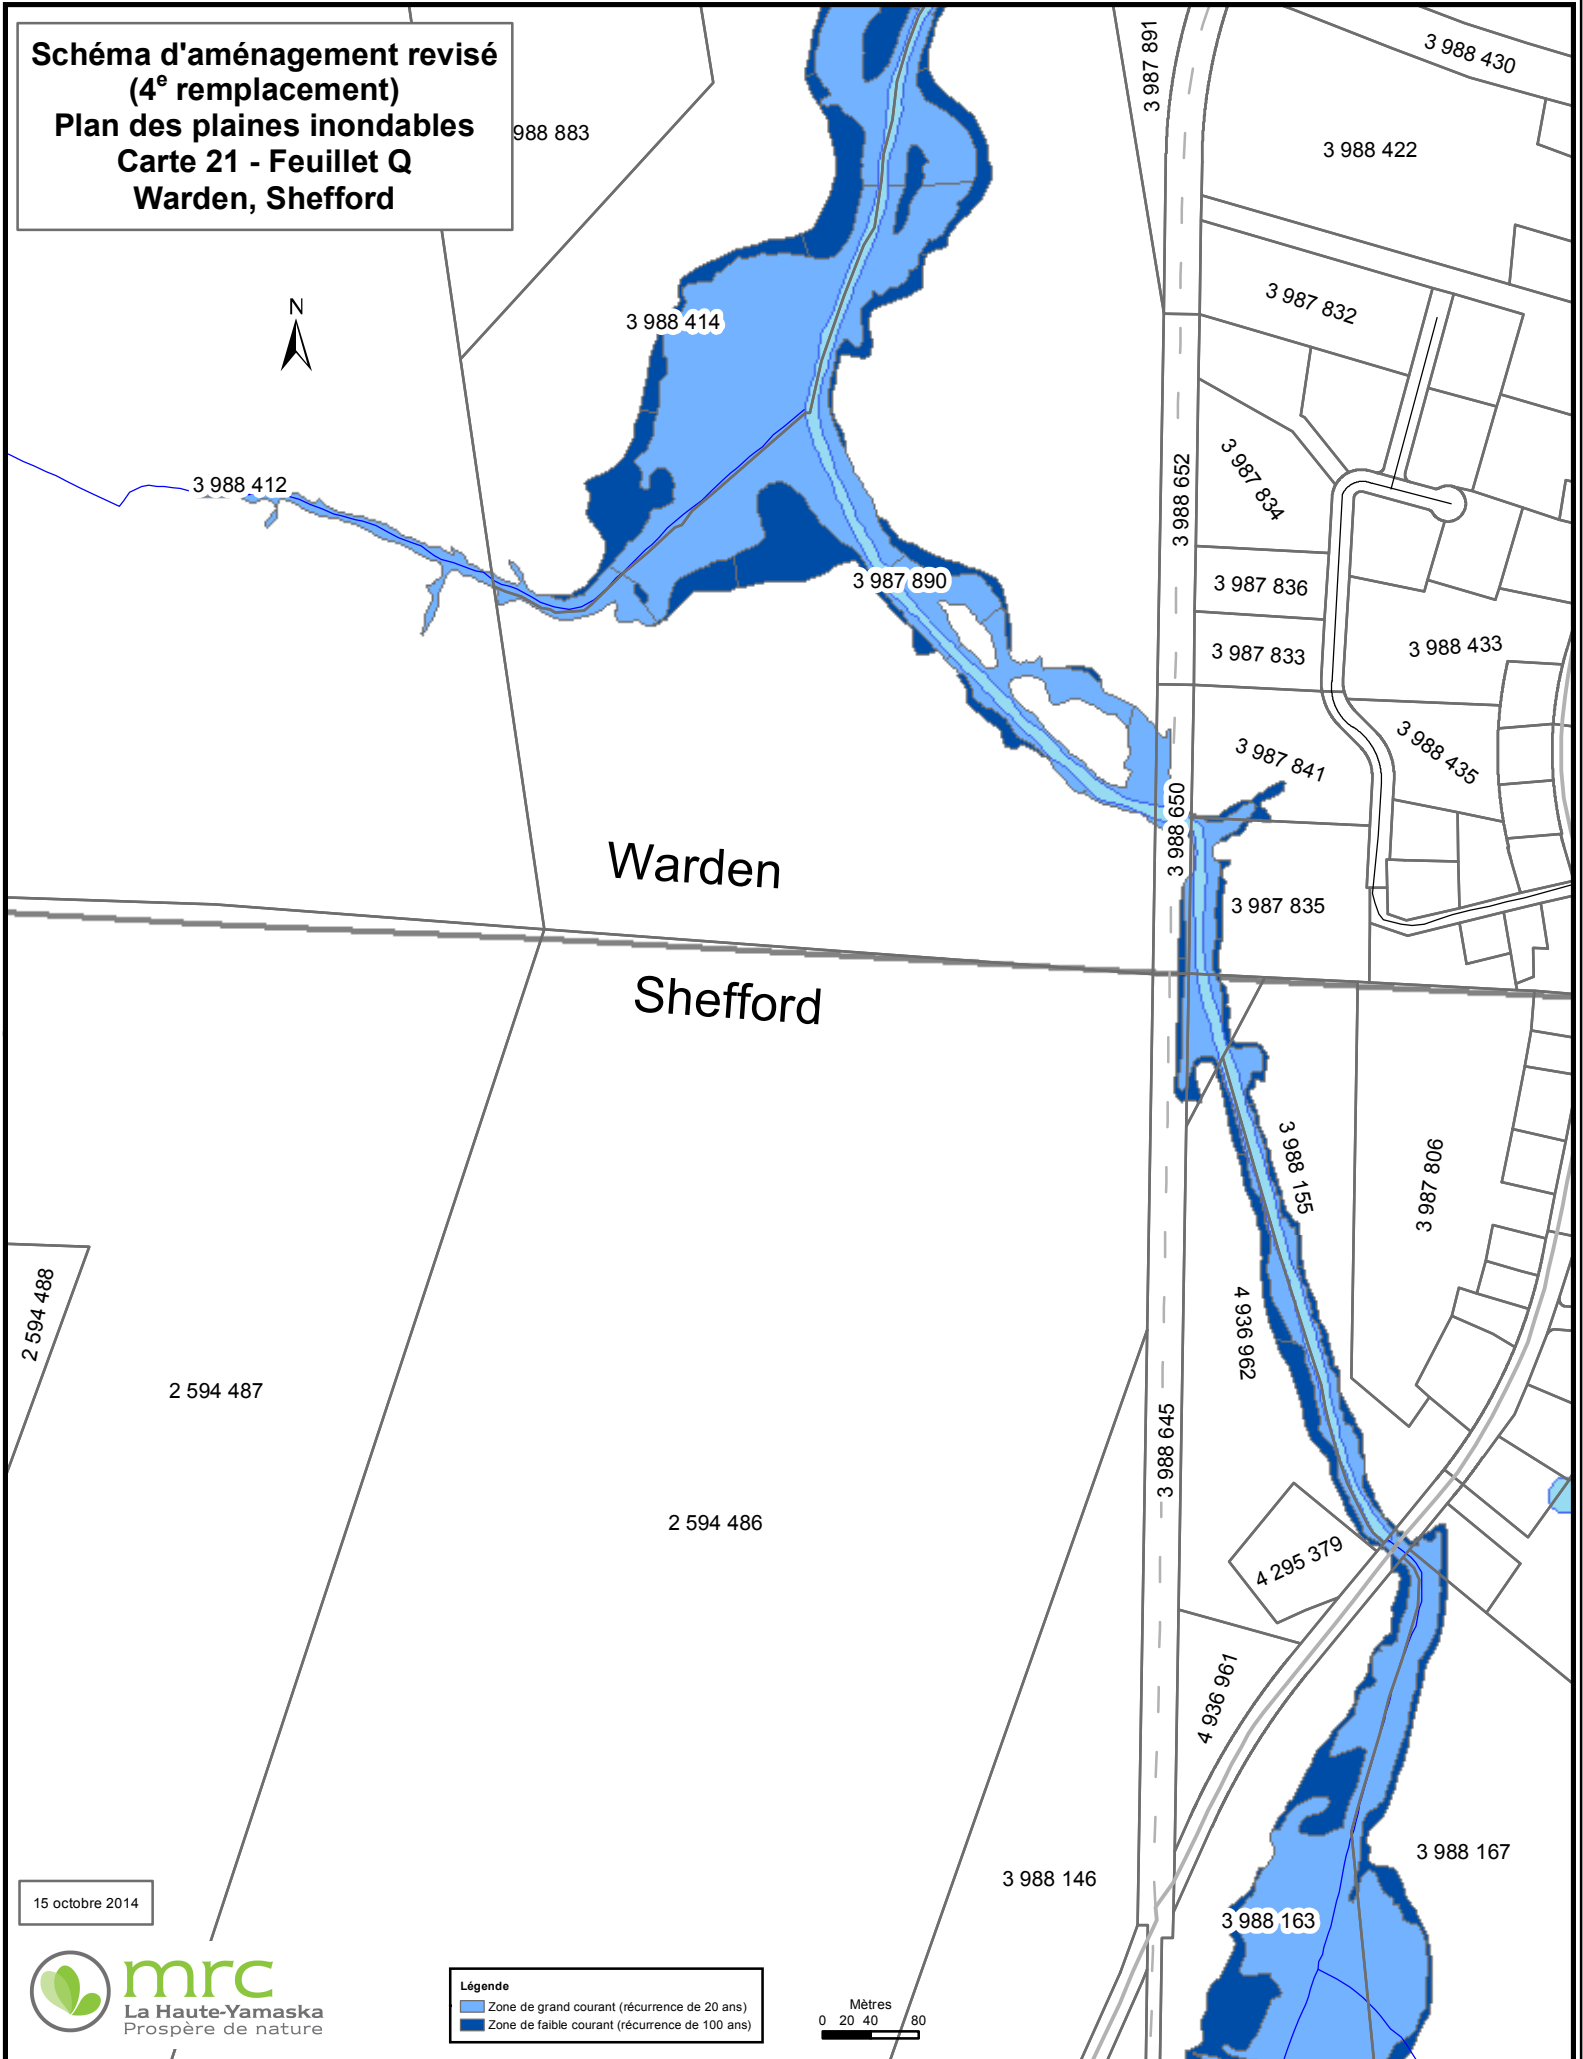 Schéma d'aménagement revisé
(4e remplacement)
Plan des plaines inondables
Carte 21 - Feuillet Q
Warden, Shefford
988 883
3 987 891
3 988 430
3 988 422
N
3 988 414
3 987 832
3 988 412
3 988 652
3 987 834
3 987 890
3 987 836
3 987 833
3 988 433
3 987 841
3 988 435
3 988 650
Warden
3 987 835
Shefford
3 988 155
3 987 806
2 594 488
4 936 962
2 594 487
3 988 645
2 594 486
4 295 379
4 936 961
3 988 146
3 988 167
3 988 163
15 octobre 2014
mrc
La Haute-Yamaska
Prospère de nature
Légende
Zone de grand courant (récurrence de 20 ans)
Zone de faible courant (récurrence de 100 ans)
Mètres
0 20 40 80